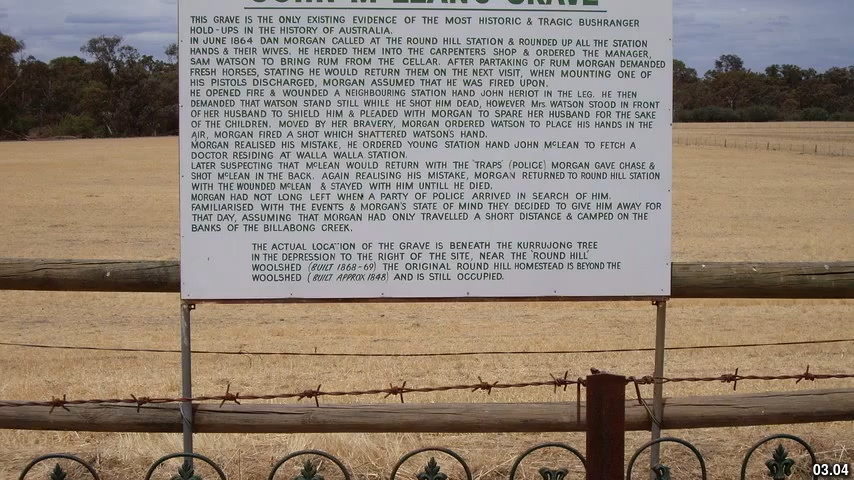 THIS GRAVE IS THE ONLY EXISTING EVIDENCE OF THE MOST HISTORIC & TRAGIC BUSHRANGER
HOLD-UPS IN THE HISTORY OF AUSTRALIA.
IN JUNE 1864 DAN MORGAN CALLED AT THE ROUND HILL STATION & ROUNDED UP ALL THE STATION
HANDS & THEIR WIVES. HE HERDED THEM INTO THE CARPENTERS SHOP & ORDERED THE MANAGER,
SAM WATSON TO BRING RUM FROM THE CELLAR. AFTER PARTAKING OF RUM MORGAN DEMANDED
FRESH HORSES, STATING HE WOULD RETURN THEM ON THE NEXT VISIT, WHEN MOUNTING ONE OF
HIS PISTOLS DISCHARGED, MORGAN ASSUMED THAT HE WAS FIRED UPON.
HE OPENED FIRE & WOUNDED A NEIGHBOURING STATION HAND JOHN HERIOT IN THE LEG. HE THEN
DEMANDED THAT WATSON STAND STILL WHILE HE SHOT HIM DEAD, HOWEVER Mrs. WATSON STOOD IN FRONT
OF HER HUSBAND TO SHIELD HIM & PLEADED WITH MORGAN TO SPARE HER HUSBAND FOR THE SAKE
OF THE CHILDREN. MOVED BY HER BRAVERY, MORGAN ORDERED WATSON TO PLACE HIS HANDS IN THE
AIR, MORGAN FIRED A SHOT WHICH SHATTERED WATSON'S HAND.
MORGAN REALISED HIS MISTAKE, HE ORDERED YOUNG STATION HAND JOHN McLEAN TO FETCH A
DOCTOR RESIDING AT WALLA WALLA STATION.
LATER SUSPECTING THAT McLEAN WOULD RETURN WITH THE 'TRAPS' (POLICE) MORGAN GAVE CHASE &
SHOT McLEAN IN THE BACK. AGAIN REALISING HIS MISTAKE, MORGAN RETURNED TO ROUND HILL STATION
WITH THE WOUNDED McLEAN & STAYED WITH HIM UNTILL HE DIED.
MORGAN HAD NOT LONG LEFT WHEN A PARTY OF POLICE ARRIVED IN SEARCH OF HIM.
FAMILIARISED WITH THE EVENTS & MORGAN'S STATE OF MIND THEY DECIDED TO GIVE HIM AWAY FOR
THAT DAY, ASSUMING THAT MORGAN HAD ONLY TRAVELLED A SHORT DISTANCE & CAMPED ON THE
BANKS OF THE BILLABONG CREEK.
THE ACTUAL LOCATION OF THE GRAVE IS BENEATH THE KURRUJONG TREE
IN THE DEPRESSION TO THE RIGHT OF THE SITE, NEAR THE 'ROUND HILL'
WOOLSHED (BUILT 1868-69) THE ORIGINAL ROUND HILL HOMESTEAD IS BEYOND THE
WOOLSHED (BUILT APPROX 1848) AND IS STILL OCCUPIED.
03.04